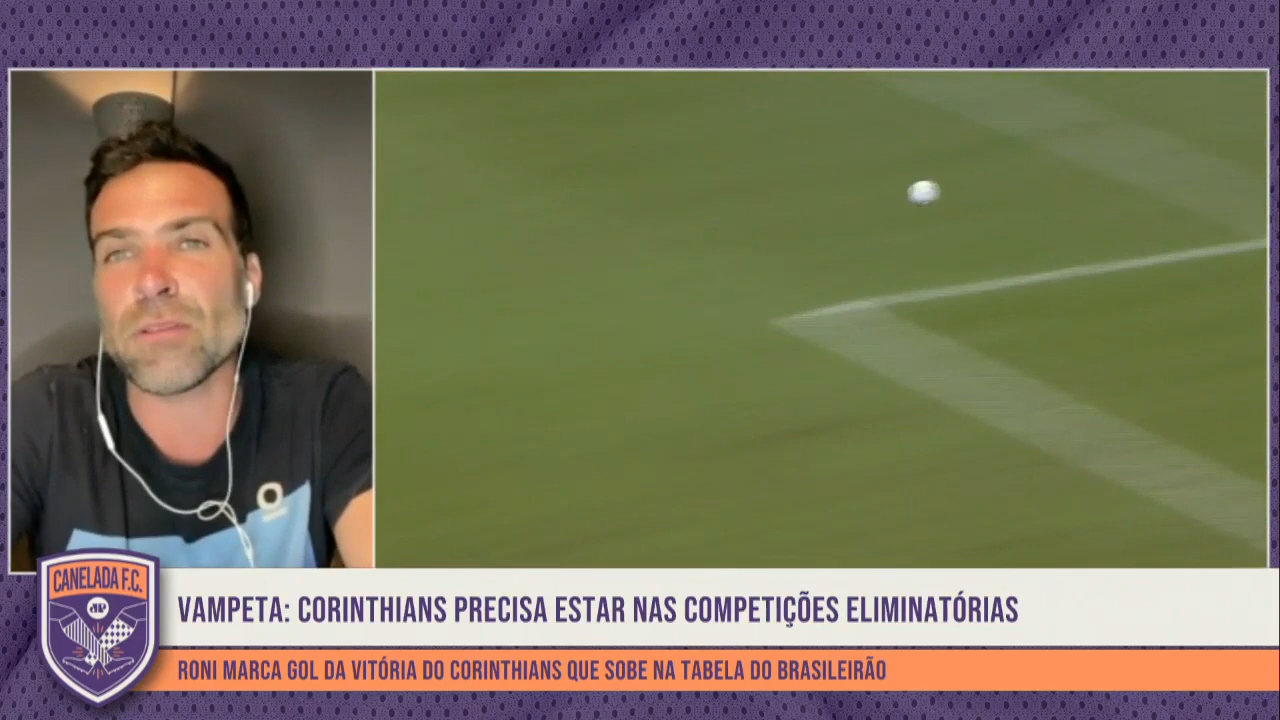 CANELADA F.C.
JP
VAMPETA: CORINTHIANS PRECISA ESTAR NAS COMPETIÇÕES ELIMINATÓRIAS
RONI MARCA GOL DA VITÓRIA DO CORINTHIANS QUE SOBE NA TABELA DO BRASILEIRÃO